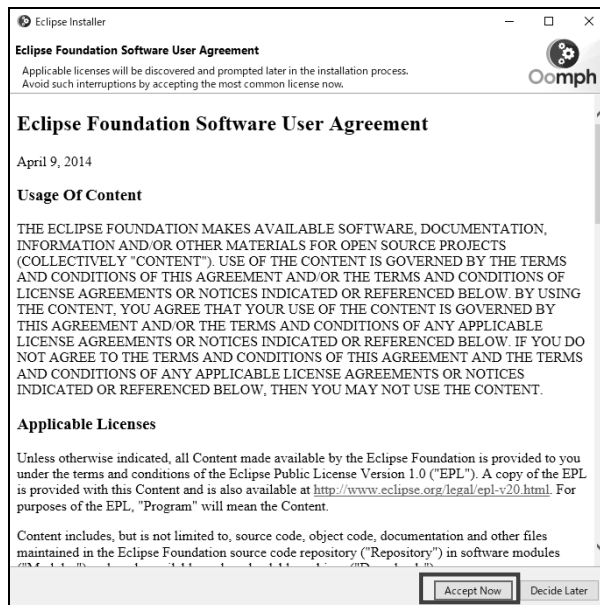 Eclipse Installer
Eclipse Foundation Software User Agreement
Applicable licenses will be discovered and prompted later in the installation process.
Avoid such interruptions by accepting the most common license now.
Oomph
Eclipse Foundation Software User Agreement
April 9, 2014
Usage Of Content
THE ECLIPSE FOUNDATION MAKES AVAILABLE SOFTWARE, DOCUMENTATION,
INFORMATION AND/OR OTHER MATERIALS FOR OPEN SOURCE PROJECTS
(COLLECTIVELY "CONTENT"). USE OF THE CONTENT IS GOVERNED BY THE TERMS
AND CONDITIONS OF THIS AGREEMENT AND/OR THE TERMS AND CONDITIONS OF
LICENSE AGREEMENTS OR NOTICES INDICATED OR REFERENCED BELOW. BY USING
THE CONTENT, YOU AGREE THAT YOUR USE OF THE CONTENT IS GOVERNED BY
THIS AGREEMENT AND/OR THE TERMS AND CONDITIONS OF ANY APPLICABLE
LICENSE AGREEMENTS OR NOTICES INDICATED OR REFERENCED BELOW. IF YOU DO
NOT AGREE TO THE TERMS AND CONDITIONS OF THIS AGREEMENT AND THE TERMS
AND CONDITIONS OF ANY APPLICABLE LICENSE AGREEMENTS OR NOTICES
INDICATED OR REFERENCED BELOW, THEN YOU MAY NOT USE THE CONTENT.
Applicable Licenses
Unless otherwise indicated, all Content made available by the Eclipse Foundation is provided to you
under the terms and conditions of the Eclipse Public License Version 1.0 ("EPL"). A copy of the EPL
is provided with this Content and is also available at http://www.eclipse.org/legal/epl-v20.html. For
purposes of the EPL, "Program" will mean the Content.
Content includes, but is not limited to, source code, object code, documentation and other files
maintained in the Eclipse Foundation source code repository ("Repository") in software modules
Accept Now
Decide Later